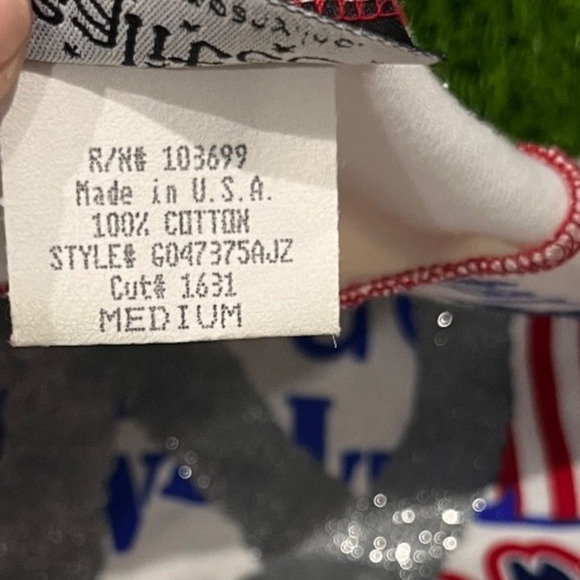 R/N# 103699
Made in U.S.A.
100% COTTON
STYLE# G047375AJZ
Cut# 1631
MEDIUM